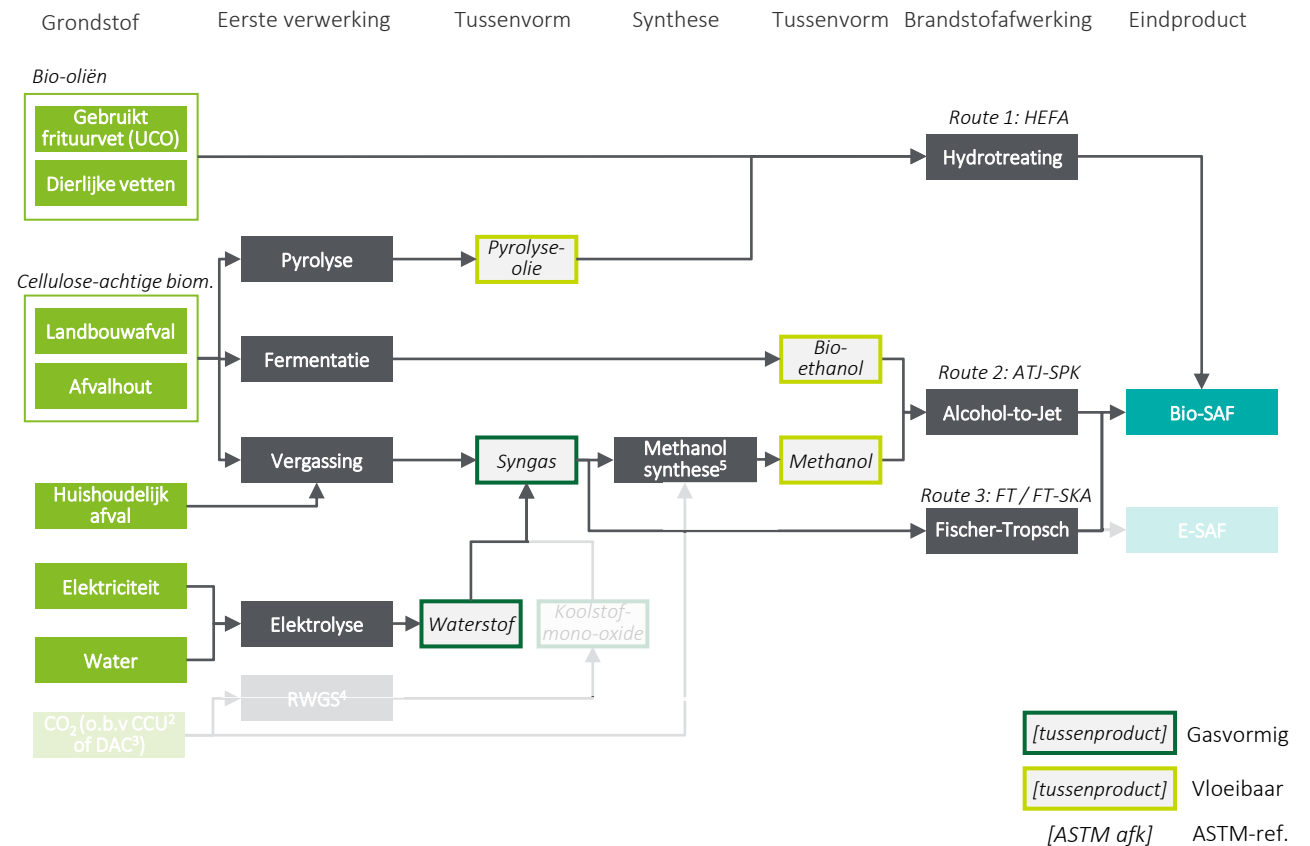 Grondstof
Eerste verwerking
Tussenvorm
Synthese
Tussenvorm
Brandstofafwerking
Eindproduct
Bio-oliën
Gebruikt
frituurvet (UCO)
Dierlijke vetten
Route 1: HEFA
Hydrotreating
Pyrolyse
Pyrolyse-
olie
Cellulose-achtige biom.
Landbouwafval
Afvalhout
Fermentatie
Bio-
ethanol
Route 2: ATJ-SPK
Alcohol-to-Jet
Bio-SAF
Vergassing
Syngas
Methanol
synthese⁵
Methanol
Huishoudelijk
afval
Route 3: FT / FT-SKA
Fischer-Tropsch
E-SAF
Elektriciteit
Water
Elektrolyse
Waterstof
Koolstof-
mono-oxide
RWGS⁴
CO₂ (o.b.v CCU²
of DAC³)
[tussenproduct] Gasvormig
[tussenproduct] Vloeibaar
[ASTM afk] ASTM-ref.